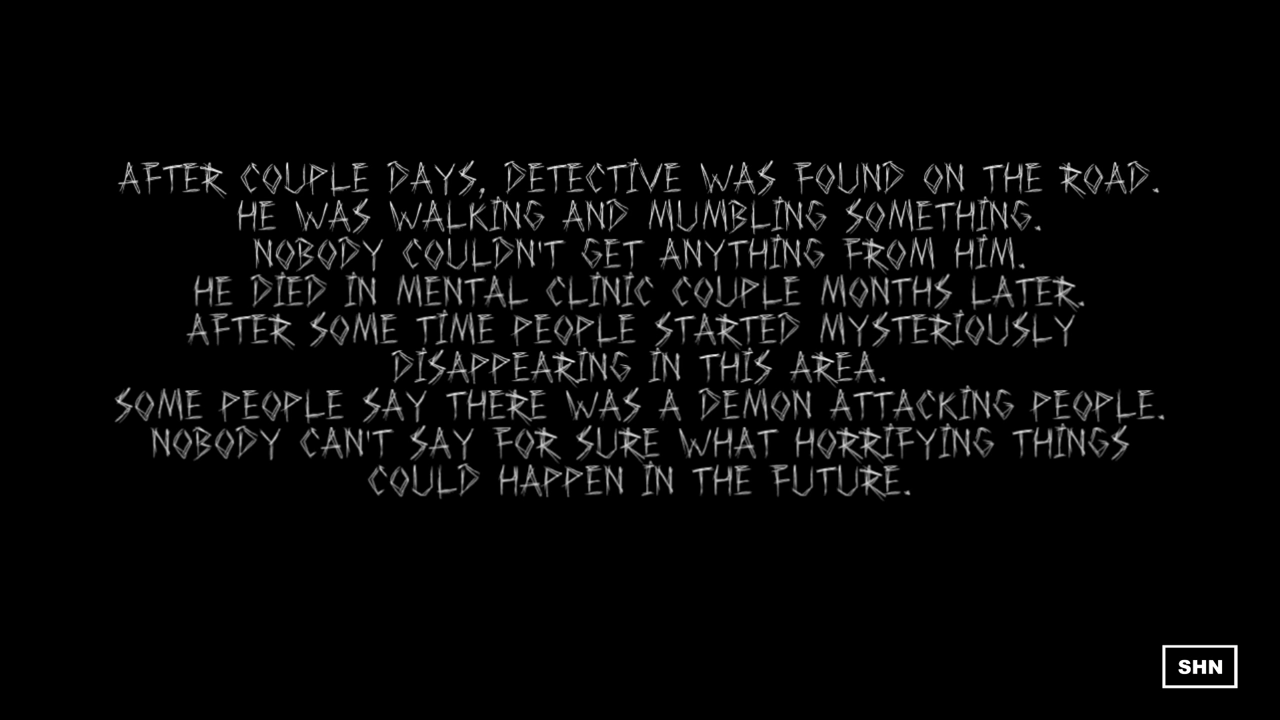 AFTER COUPLE DAYS, DETECTIVE WAS FOUND ON THE ROAD.
HE WAS WALKING AND MUMBLING SOMETHING.
NOBODY COULDN'T GET ANYTHING FROM HIM.
HE DIED IN MENTAL CLINIC COUPLE MONTHS LATER.
AFTER SOME TIME PEOPLE STARTED MYSTERIOUSLY
DISAPPEARING IN THIS AREA.
SOME PEOPLE SAY THERE WAS A DEMON ATTACKING PEOPLE.
NOBODY CAN'T SAY FOR SURE WHAT HORRIFYING THINGS
COULD HAPPEN IN THE FUTURE.
SHN